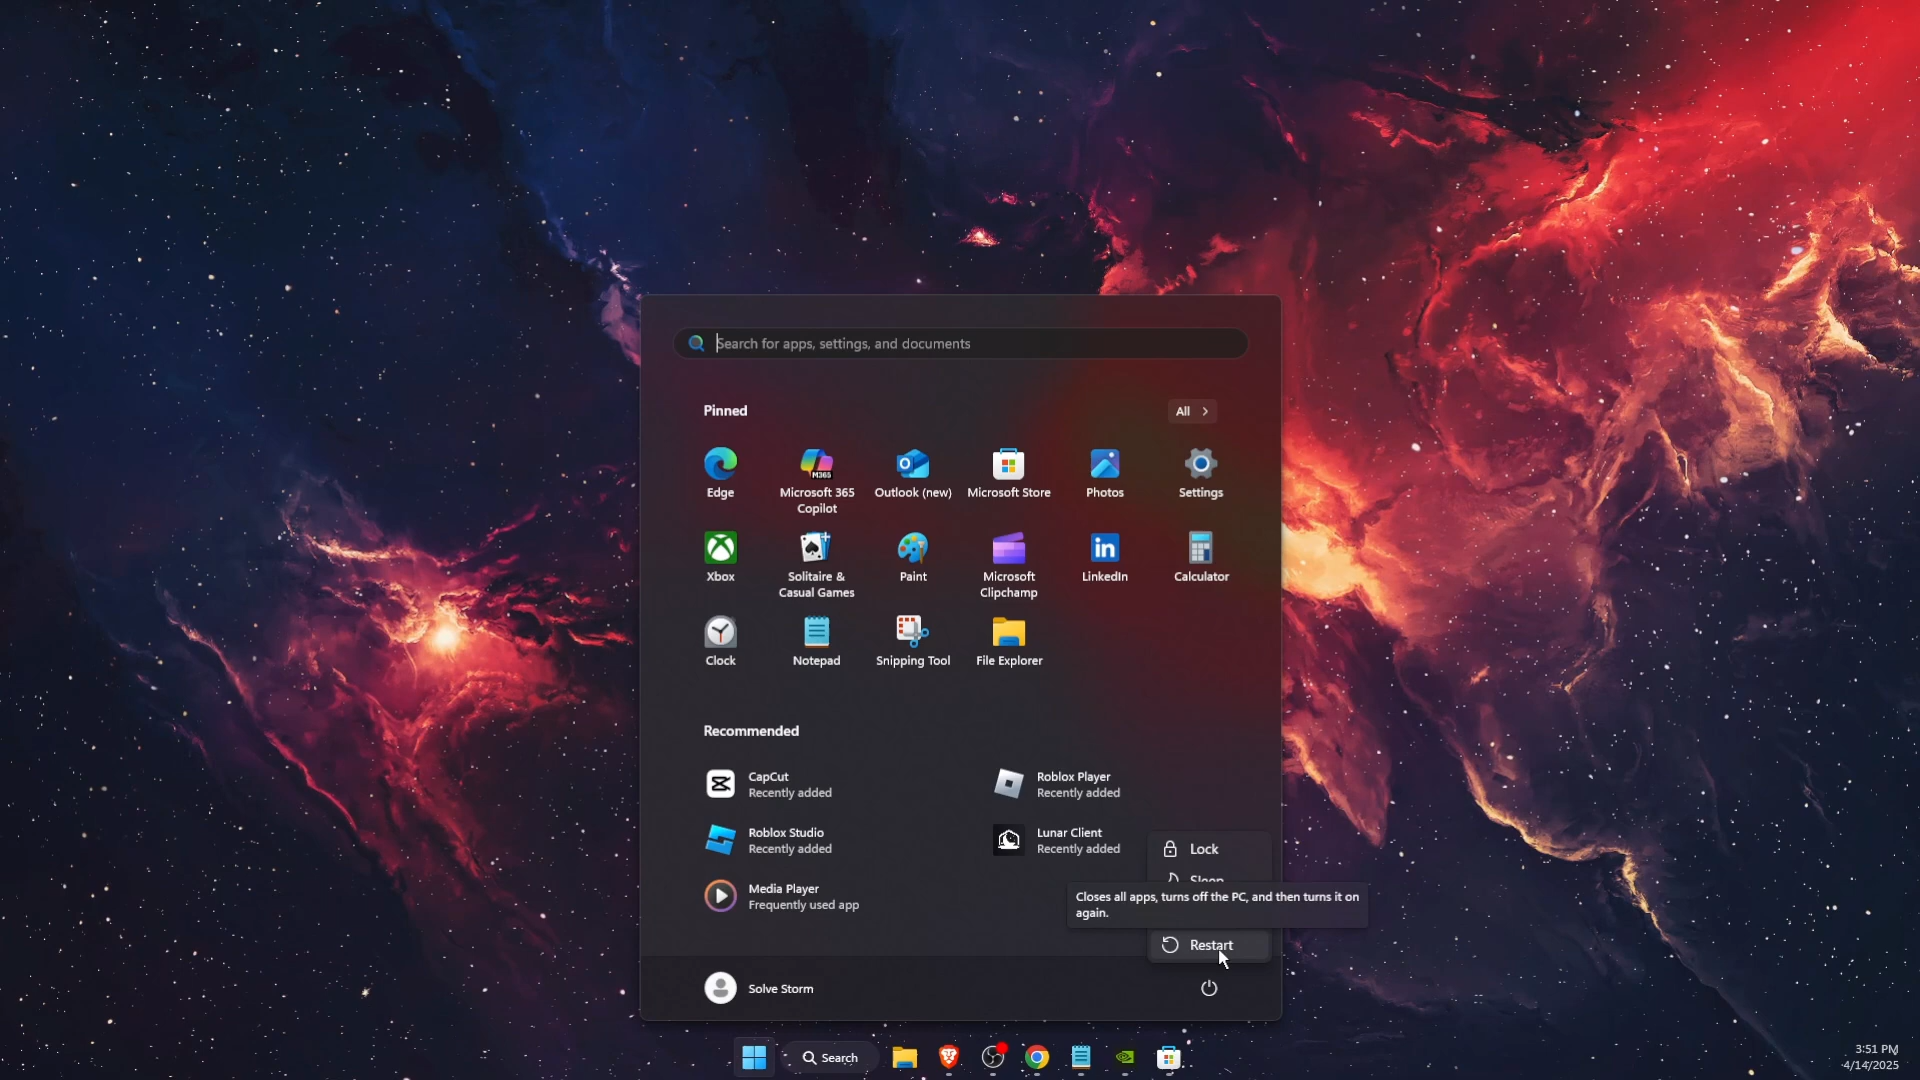 Search for apps, settings, and documents
Pinned
All
Edge
Microsoft 365
Copilot
M365
Outlook (new)
Microsoft Store
Photos
Settings
Xbox
Solitaire &
Casual Games
Paint
Microsoft
Clipchamp
LinkedIn
in
Calculator
Clock
Notepad
Snipping Tool
File Explorer
Recommended
CapCut
Recently added
Roblox Player
Recently added
Roblox Studio
Recently added
Lunar Client
Recently added
Media Player
Frequently used app
Lock
Sleep
Closes all apps, turns off the PC, and then turns it on
again.
Restart
Solve Storm
Search
3:51 PM
4/14/2025